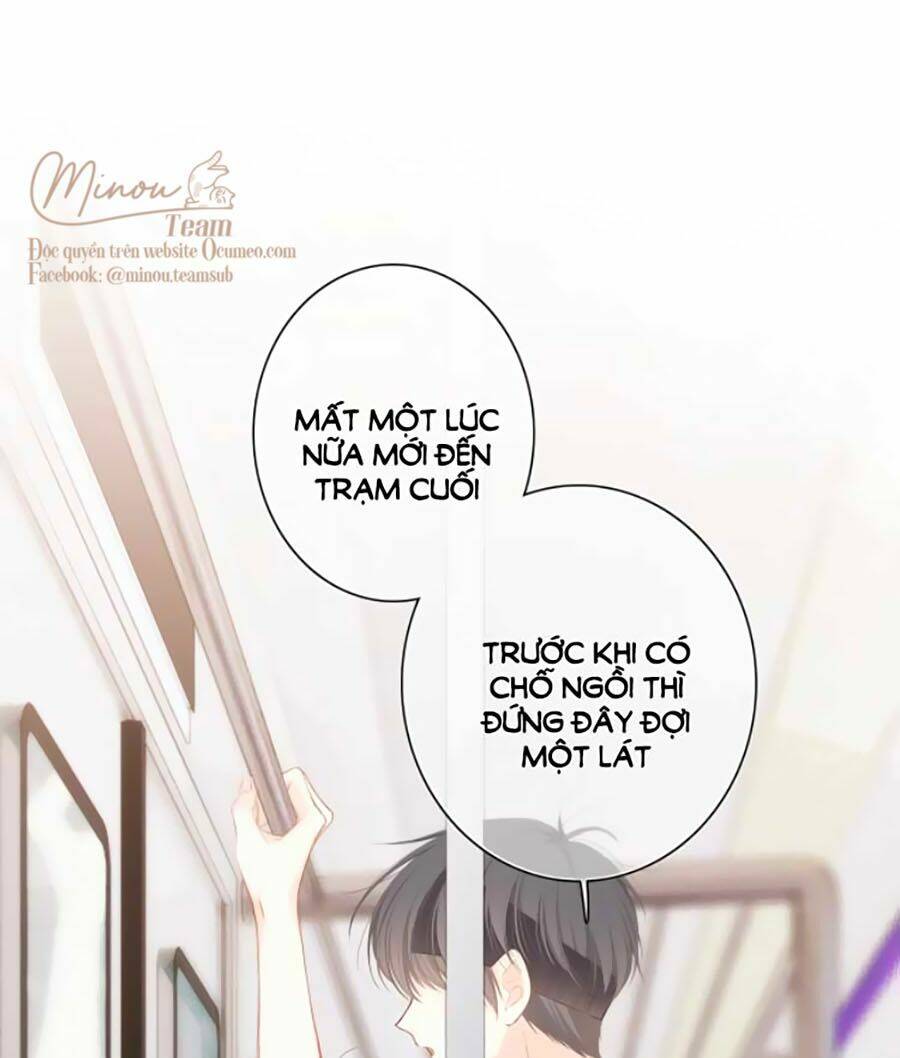 Minou
Team
Độc quyền trên website Ocumeo.com
Facebook: @minou.teamsub
MẤT MỘT LÚC
NỮA MỚI ĐẾN
TRẠM CUỐI
TRƯỚC KHI CÓ
CHỖ NGỒI THÌ
ĐỨNG ĐÂY ĐỢI
MỘT LÁT